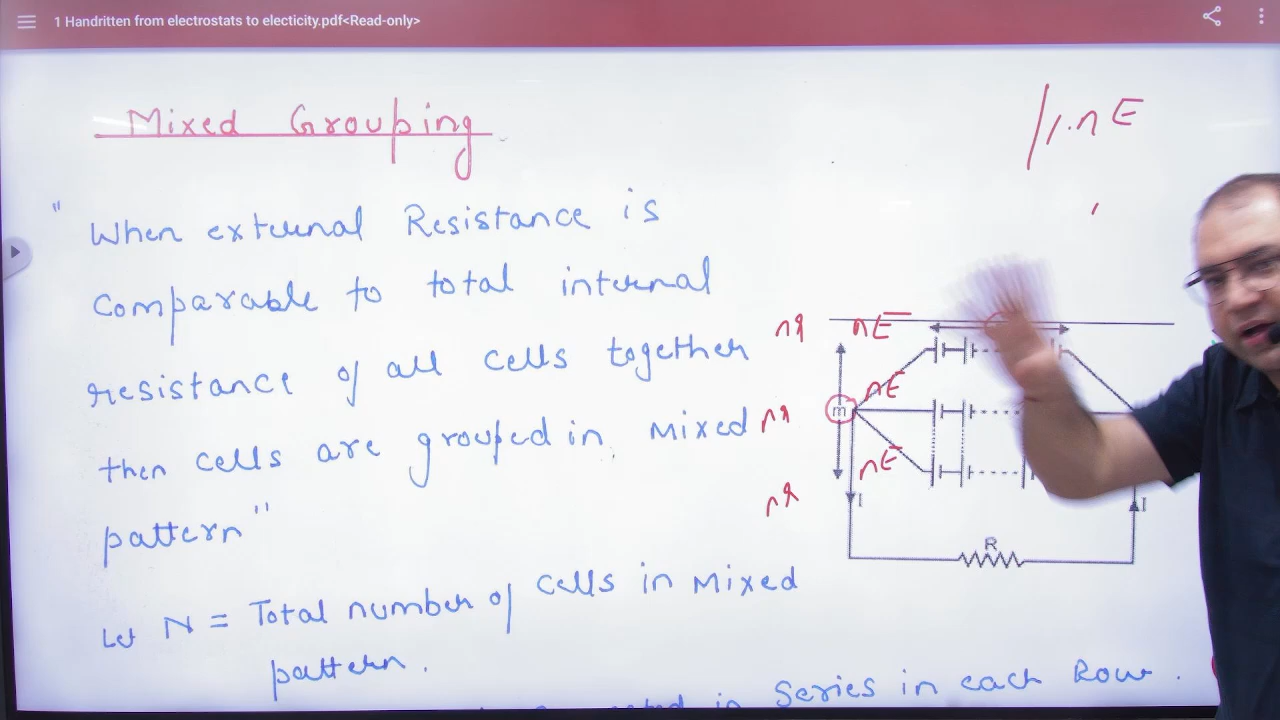 1 Handritten from electrostats to electicity.pdf<Read-only>
Mixed Grouping
//. nE
"When external Resistance is
Comparable to total internal
resistance of all cells together
then cells are grouped in mixed
pattern"
nr nE
nE
nr
nE
nr
m
I
I
R
Let N = Total number of cells in Mixed
pattern.
in Series in each Row.